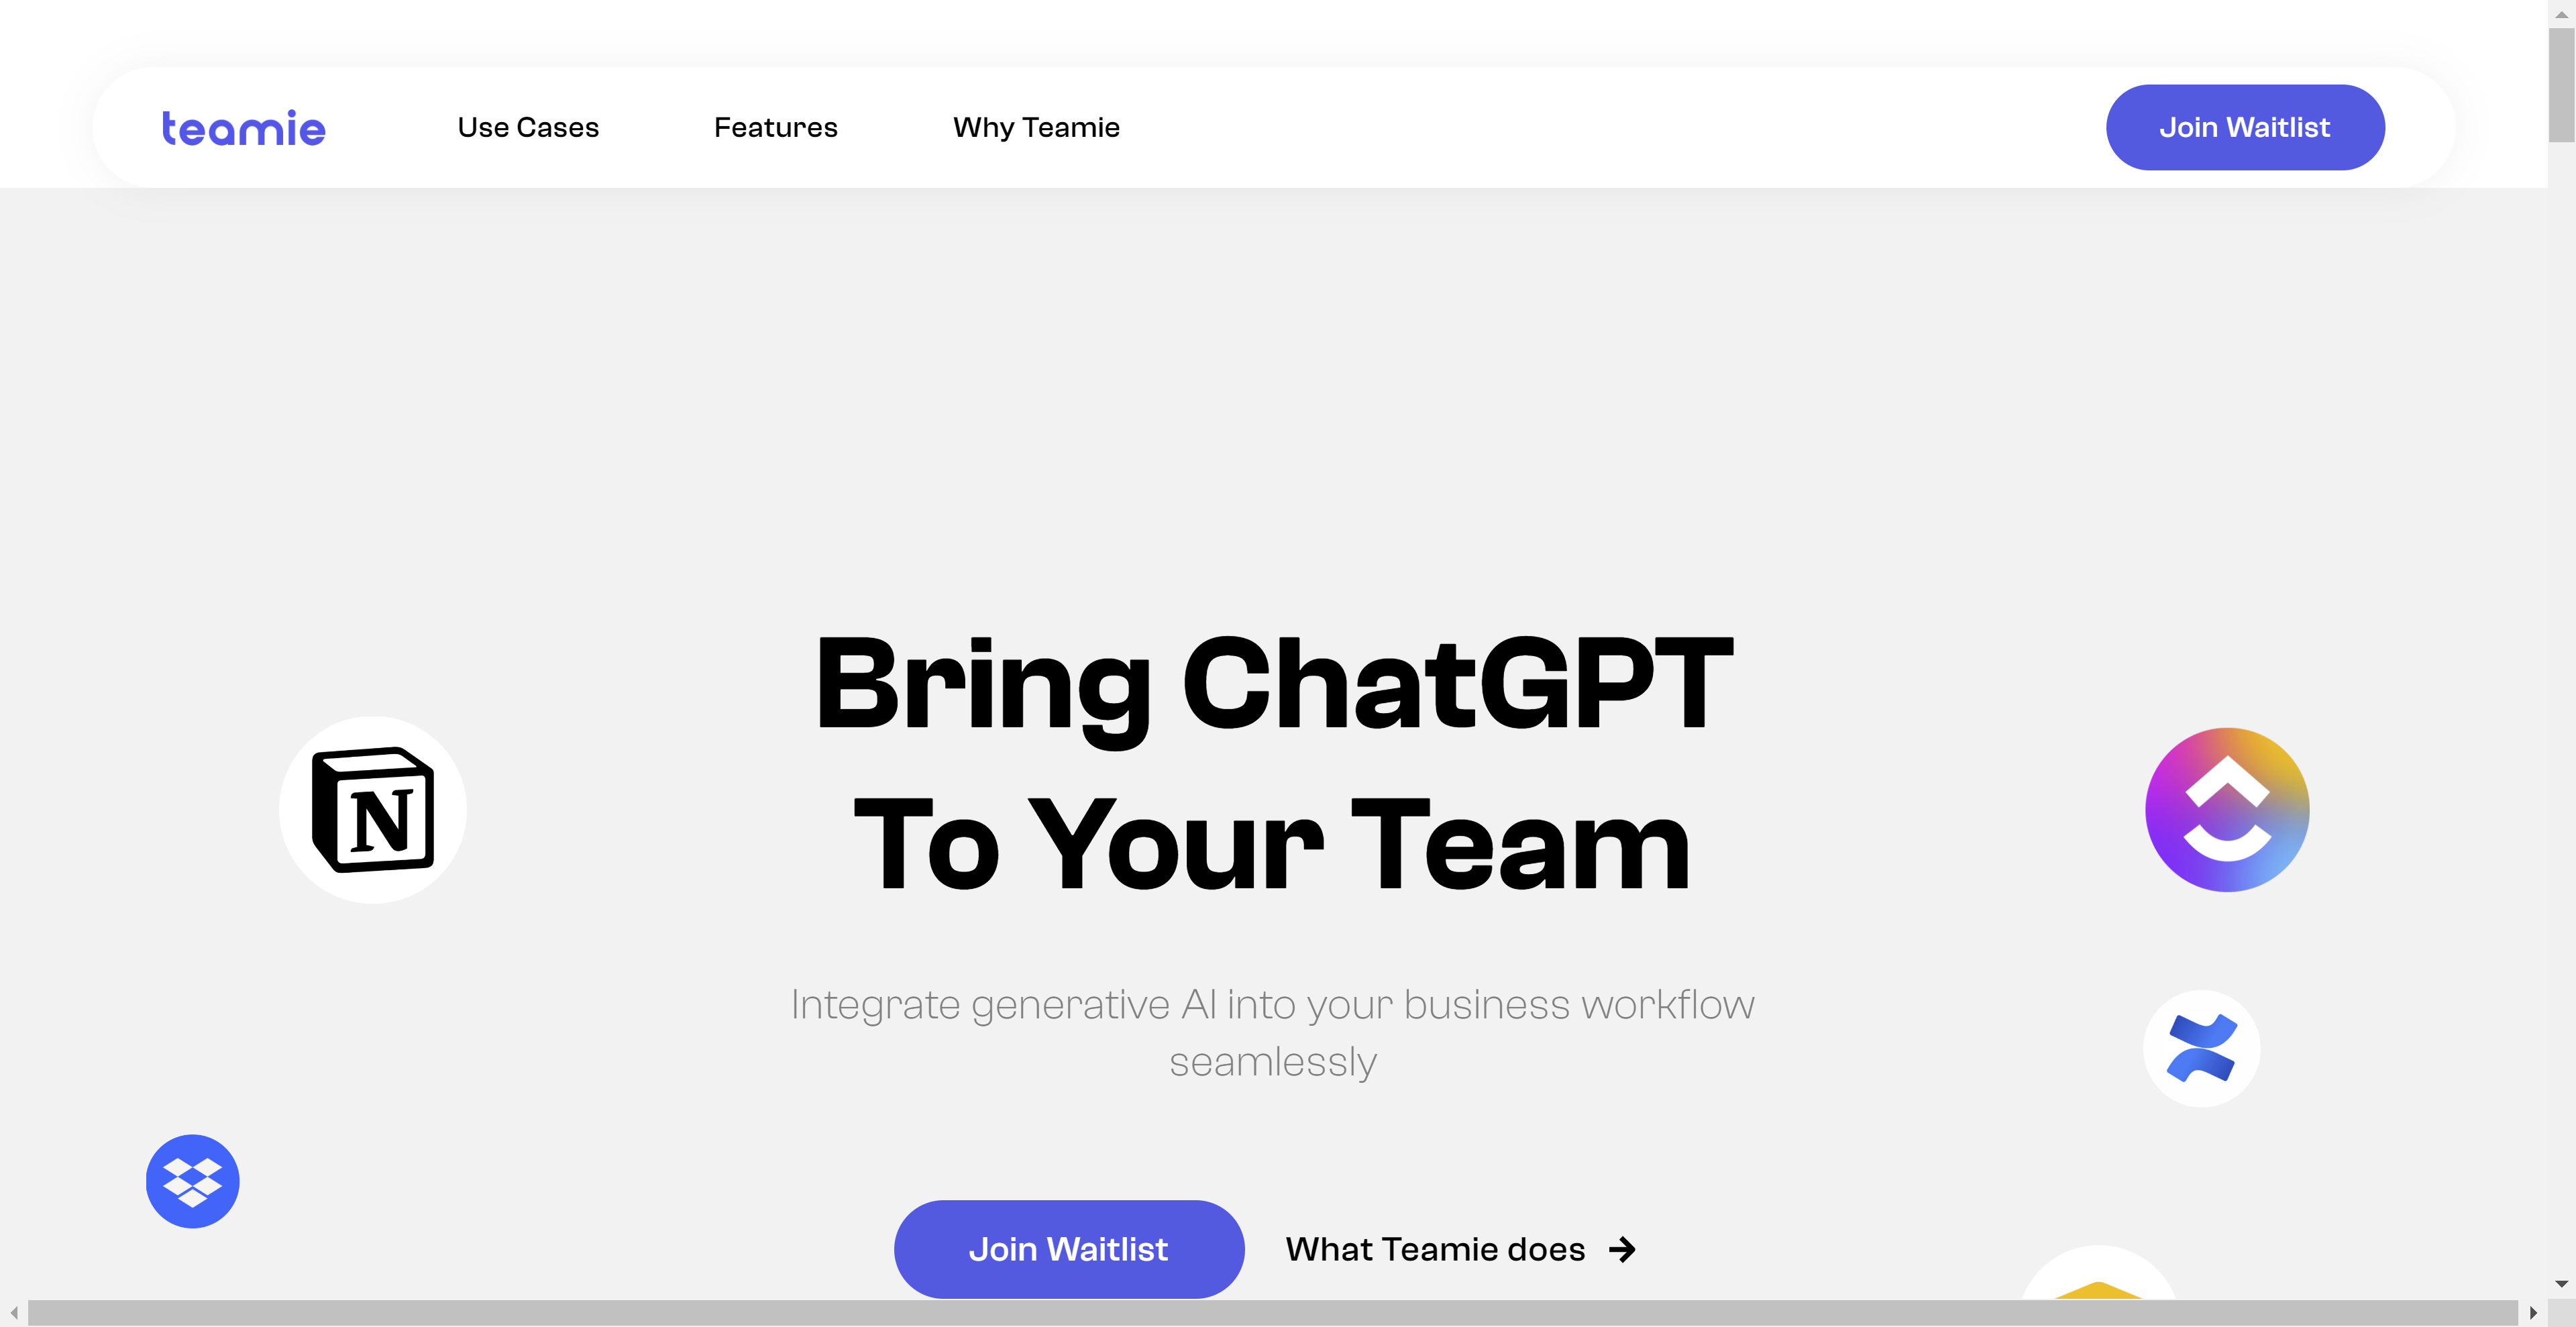 teamie
Use Cases
Features
Why Teamie
Join Waitlist
Bring ChatGPT
To Your Team
N
Integrate generative AI into your business workflow
seamlessly
Join Waitlist
What Teamie does